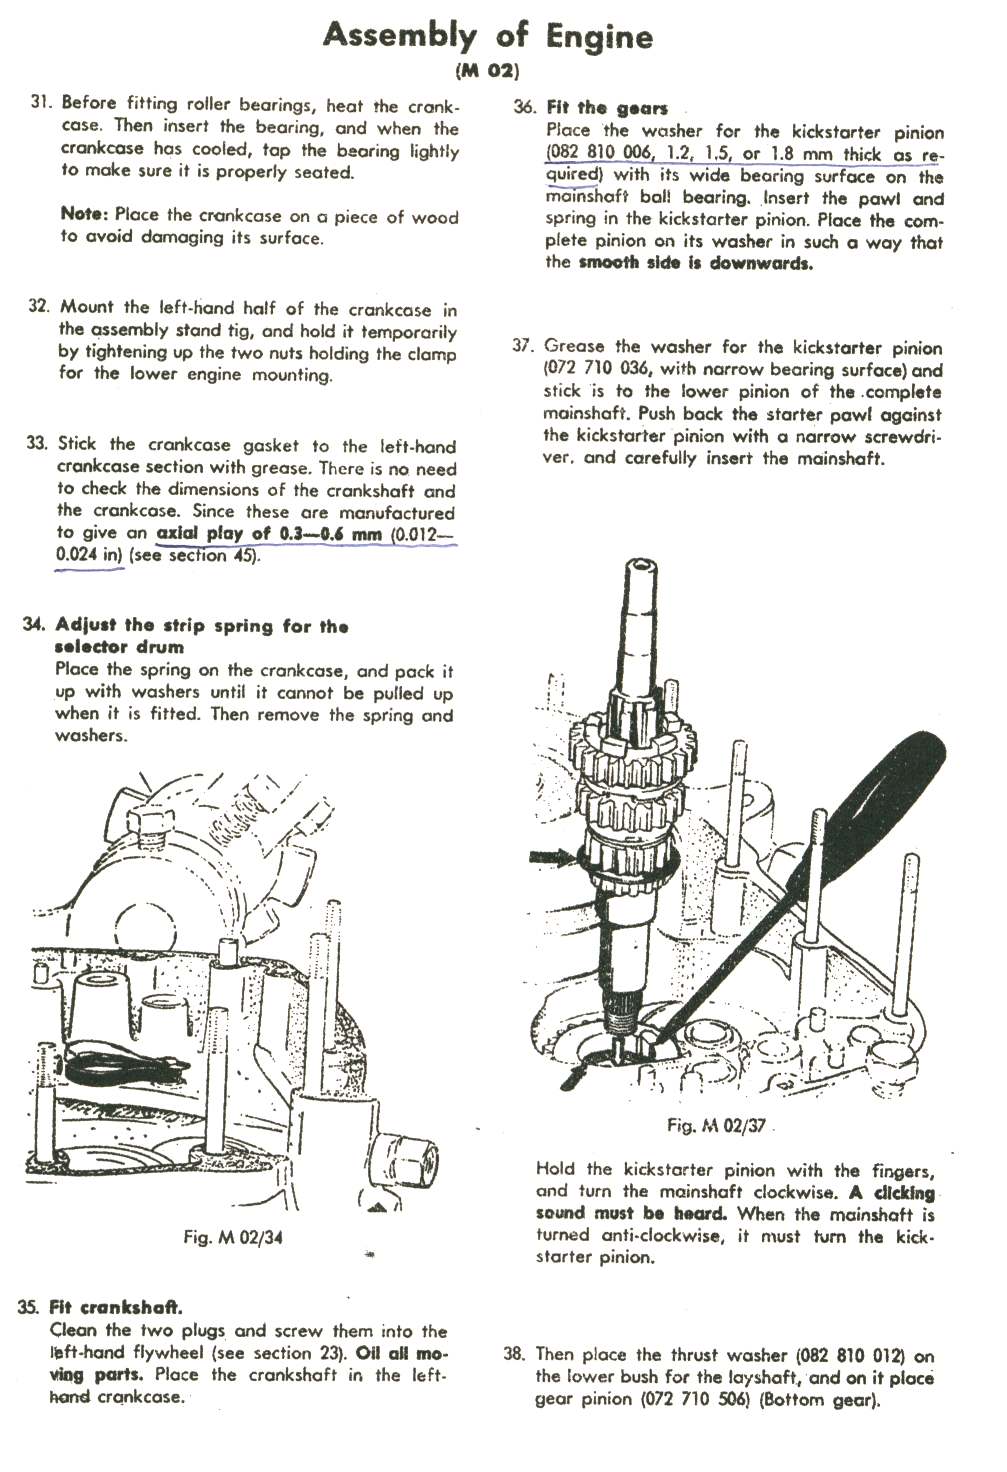 Assembly of Engine
(M 02)
31. Before fitting roller bearings, heat the crank-
case. Then insert the bearing, and when the
crankcase has cooled, tap the bearing lightly
to make sure it is properly seated.
Note: Place the crankcase on a piece of wood
to avoid damaging its surface.
32. Mount the left-hand half of the crankcase in
the assembly stand tig, and hold it temporarily
by tightening up the two nuts holding the clamp
for the lower engine mounting.
33. Stick the crankcase gasket to the left-hand
crankcase section with grease. There is no need
to check the dimensions of the crankshaft and
the crankcase. Since these are manufactured
to give an axial play of 0.3—0.6 mm (0.012—
0.024 in) (see section 45).
34. Adjust the strip spring for the
selector drum
Place the spring on the crankcase, and pack it
up with washers until it cannot be pulled up
when it is fitted. Then remove the spring and
washers.
Fig. M 02/34
35. Fit crankshaft.
Clean the two plugs and screw them into the
left-hand flywheel (see section 23). Oil all mo-
ving parts. Place the crankshaft in the left-
hand crankcase.
36. Fit the gears
Place the washer for the kickstarter pinion
(082 810 006, 1.2, 1.5, or 1.8 mm thick as re-
quired) with its wide bearing surface on the
mainshaft ball bearing. Insert the pawl and
spring in the kickstarter pinion. Place the com-
plete pinion on its washer in such a way that
the smooth side is downwards.
37. Grease the washer for the kickstarter pinion
(072 710 036, with narrow bearing surface) and
stick is to the lower pinion of the complete
mainshaft. Push back the starter pawl against
the kickstarter pinion with a narrow screwdri-
ver. and carefully insert the mainshaft.
Fig. M 02/37
Hold the kickstarter pinion with the fingers,
and turn the mainshaft clockwise. A clicking
sound must be heard. When the mainshaft is
turned anti-clockwise, it must turn the kick-
starter pinion.
38. Then place the thrust washer (082 810 012) on
the lower bush for the layshaft, and on it place
gear pinion (072 710 506) (Bottom gear).